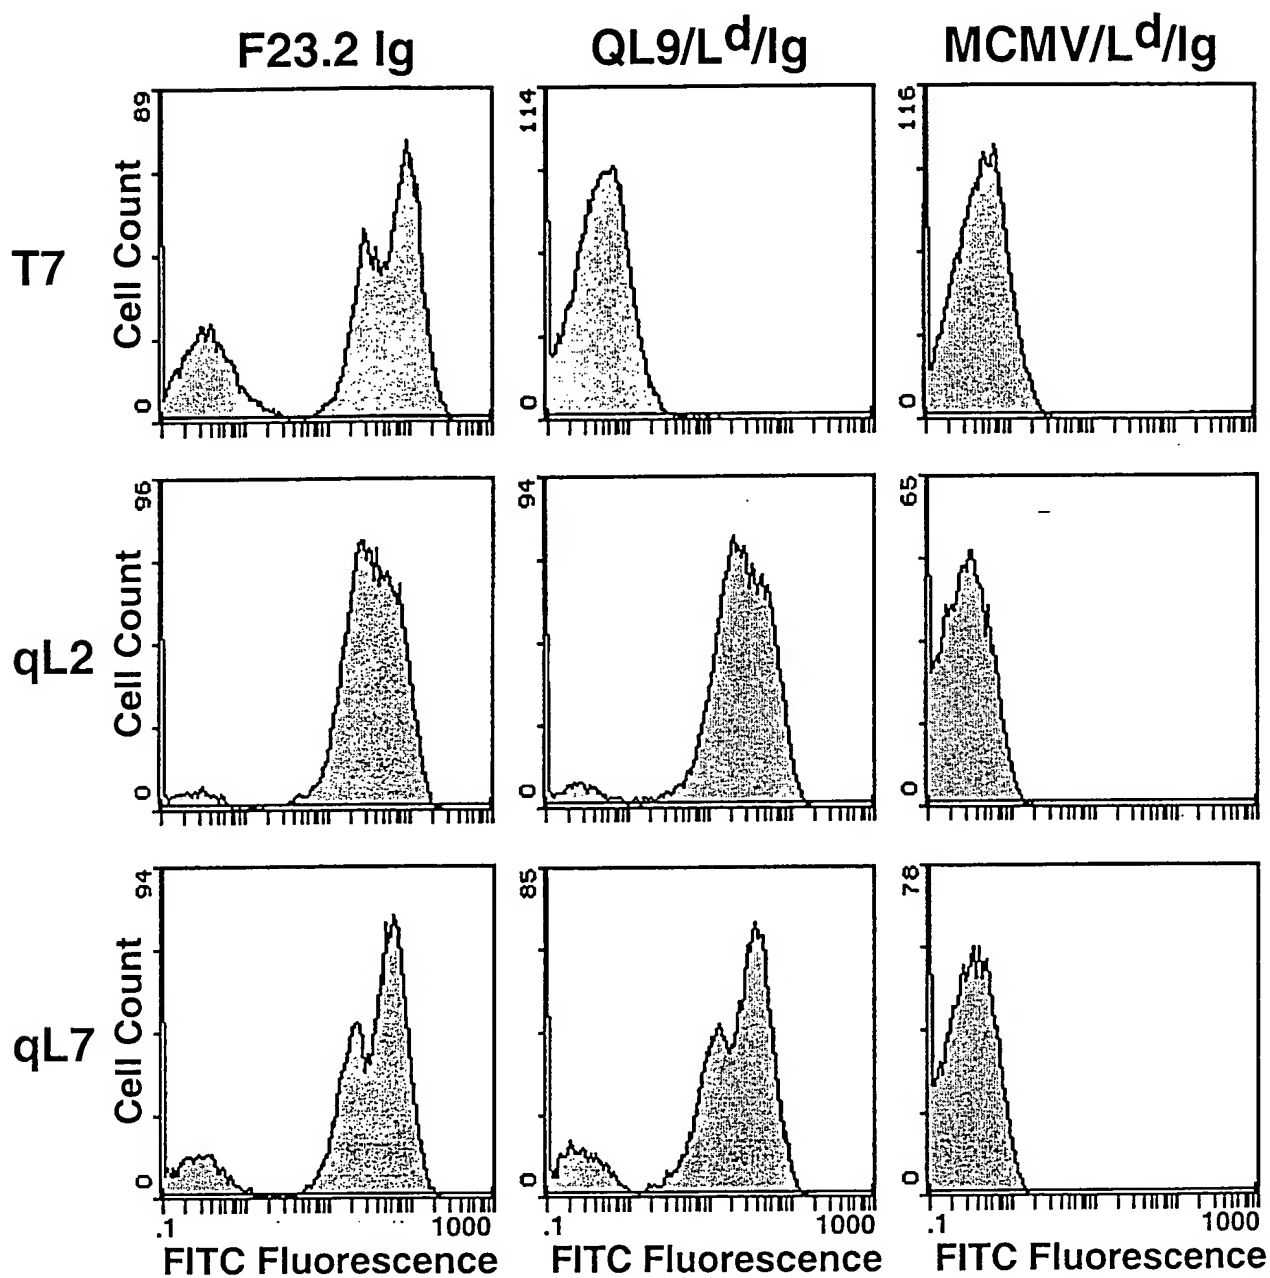 F23.2 Ig QL9/Ld/Ig MCMV/Ld/Ig
T7 Cell Count 89 0 114 0 116 0
qL2 Cell Count 96 0 94 0 65 0
qL7 Cell Count 94 0 85 0 78 0
.1 1000 .1 1000 .1 1000
FITC Fluorescence FITC Fluorescence FITC Fluorescence